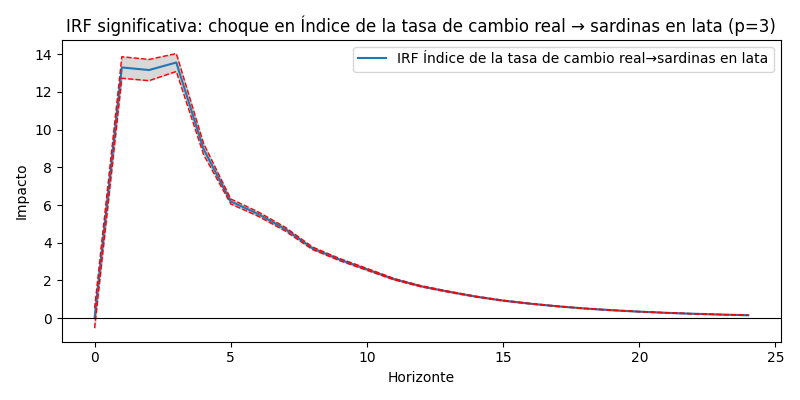 IRF significativa: choque en Índice de la tasa de cambio real → sardinas en lata (p=3)
IRF Índice de la tasa de cambio real→sardinas en lata
Impacto
14
12
10
8
6
4
2
0
0 5 10 15 20 25
Horizonte